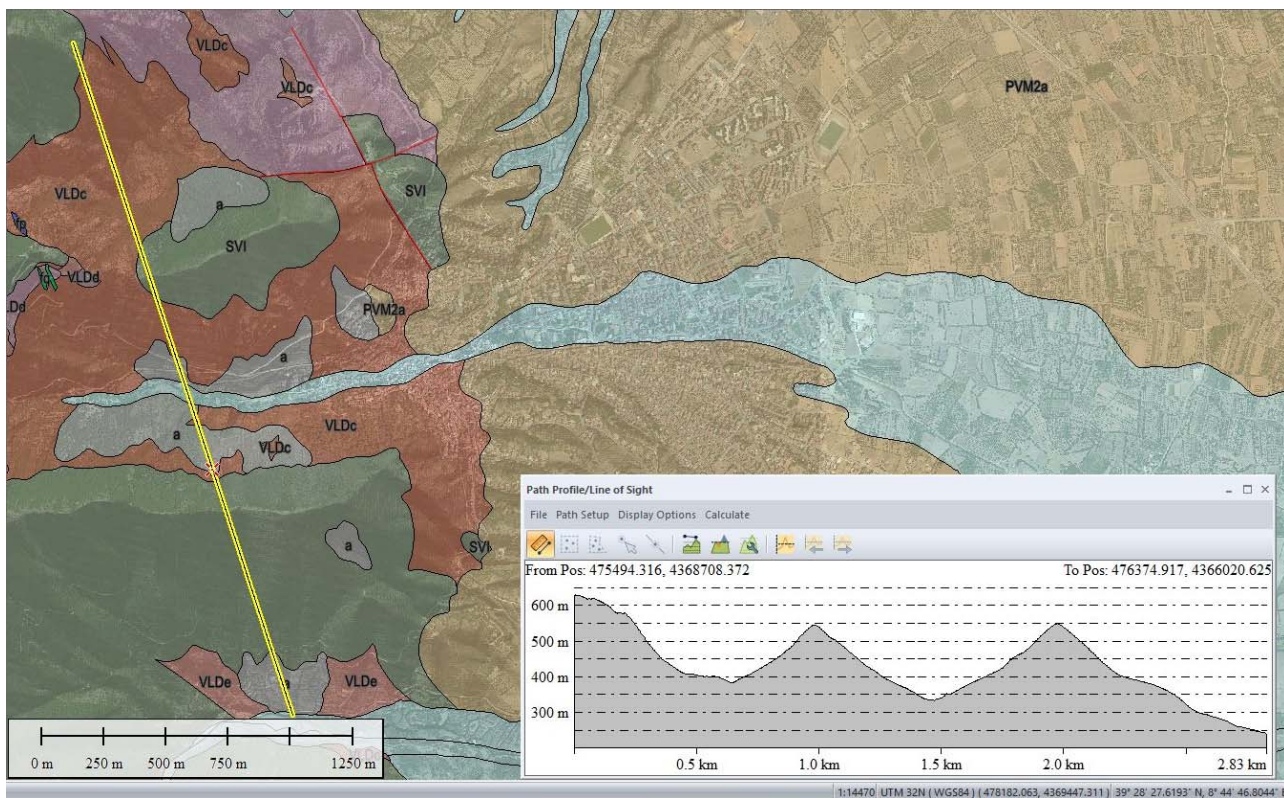 VLDc
VLDc
PVM2a
VLDc
a
SVI
SVI
fp
VLDd
PVM2a
a
VLDc
a
VLDc
a
SVI
VLDe
VLDe
0 m 250 m 500 m 750 m 1250 m
Path Profile/Line of Sight
File Path Setup Display Options Calculate
From Pos: 475494.316, 4368708.372 To Pos: 476374.917, 4366020.625
600 m
500 m
400 m
300 m
0.5 km 1.0 km 1.5 km 2.0 km 2.83 km
1:14470 UTM 32N ( WGS84 ) ( 478182.063, 4369447.311 ) 39° 28' 27.6193" N, 8° 44' 46.8044"